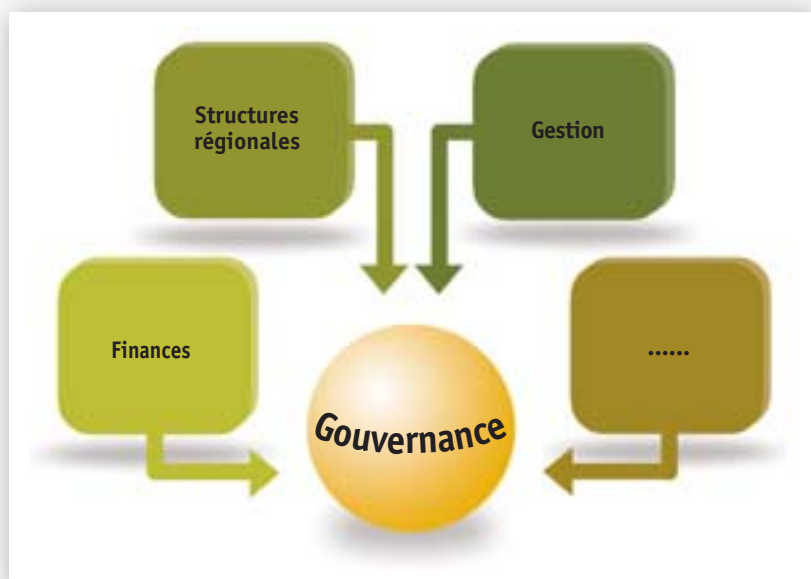 Structures
régionales
Gestion
Finances
......
Gouvernance